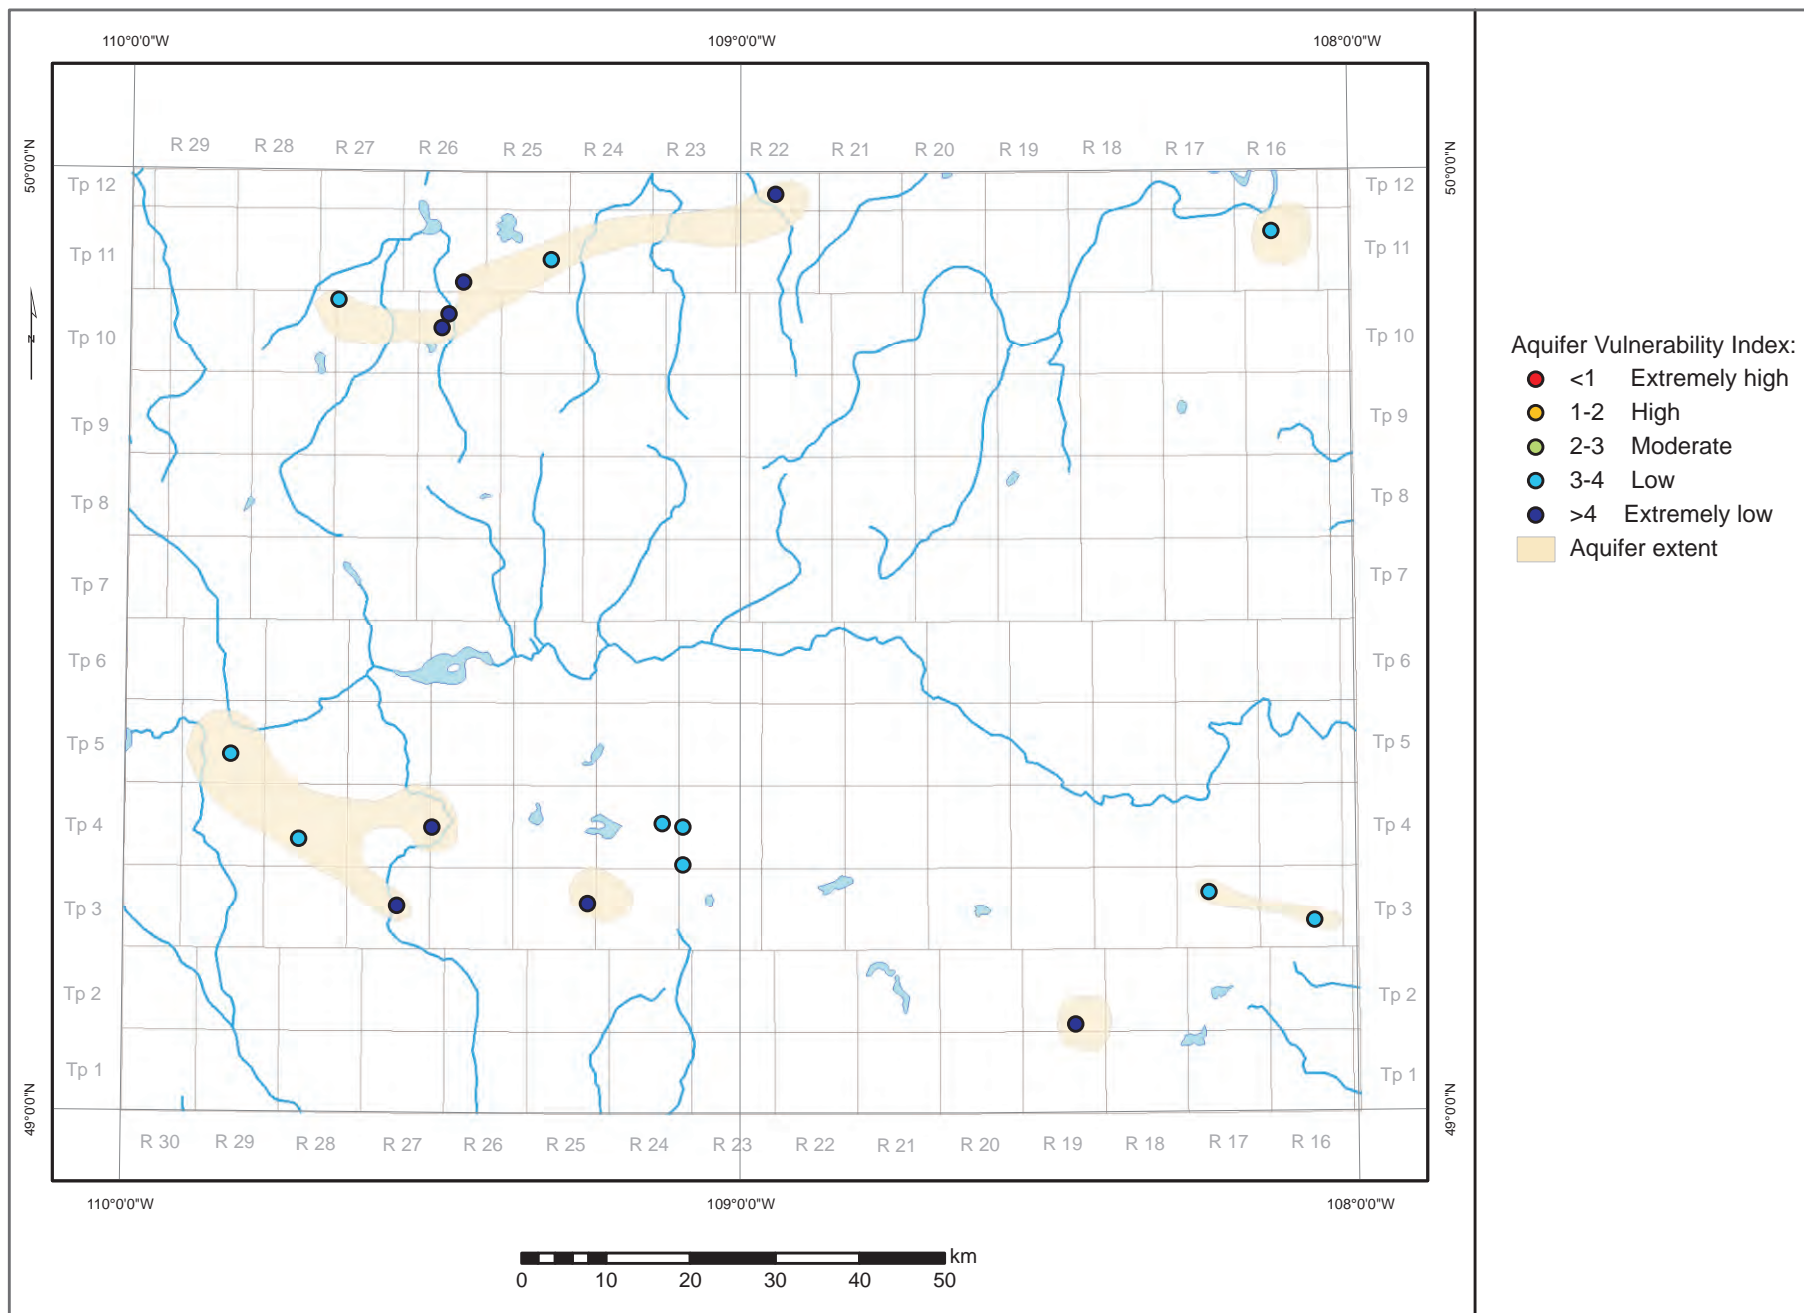 110°0'0"W 109°0'0"W 108°0'0"W
50°0'0"N 50°0'0"N
R 29 R 28 R 27 R 26 R 25 R 24 R 23 R 22 R 21 R 20 R 19 R 18 R 17 R 16
Tp 12 Tp 12
Tp 11 Tp 11
N
Tp 10 Tp 10
Tp 9 Tp 9
Tp 8 Tp 8
Tp 7 Tp 7
Tp 6 Tp 6
Tp 5 Tp 5
Tp 4 Tp 4
Tp 3 Tp 3
Tp 2 Tp 2
Tp 1 Tp 1
49°0'0"N 49°0'0"N
R 30 R 29 R 28 R 27 R 26 R 25 R 24 R 23 R 22 R 21 R 20 R 19 R 18 R 17 R 16
110°0'0"W 109°0'0"W 108°0'0"W
km
0 10 20 30 40 50
Aquifer Vulnerability Index:
<1 Extremely high
1-2 High
2-3 Moderate
3-4 Low
>4 Extremely low
Aquifer extent